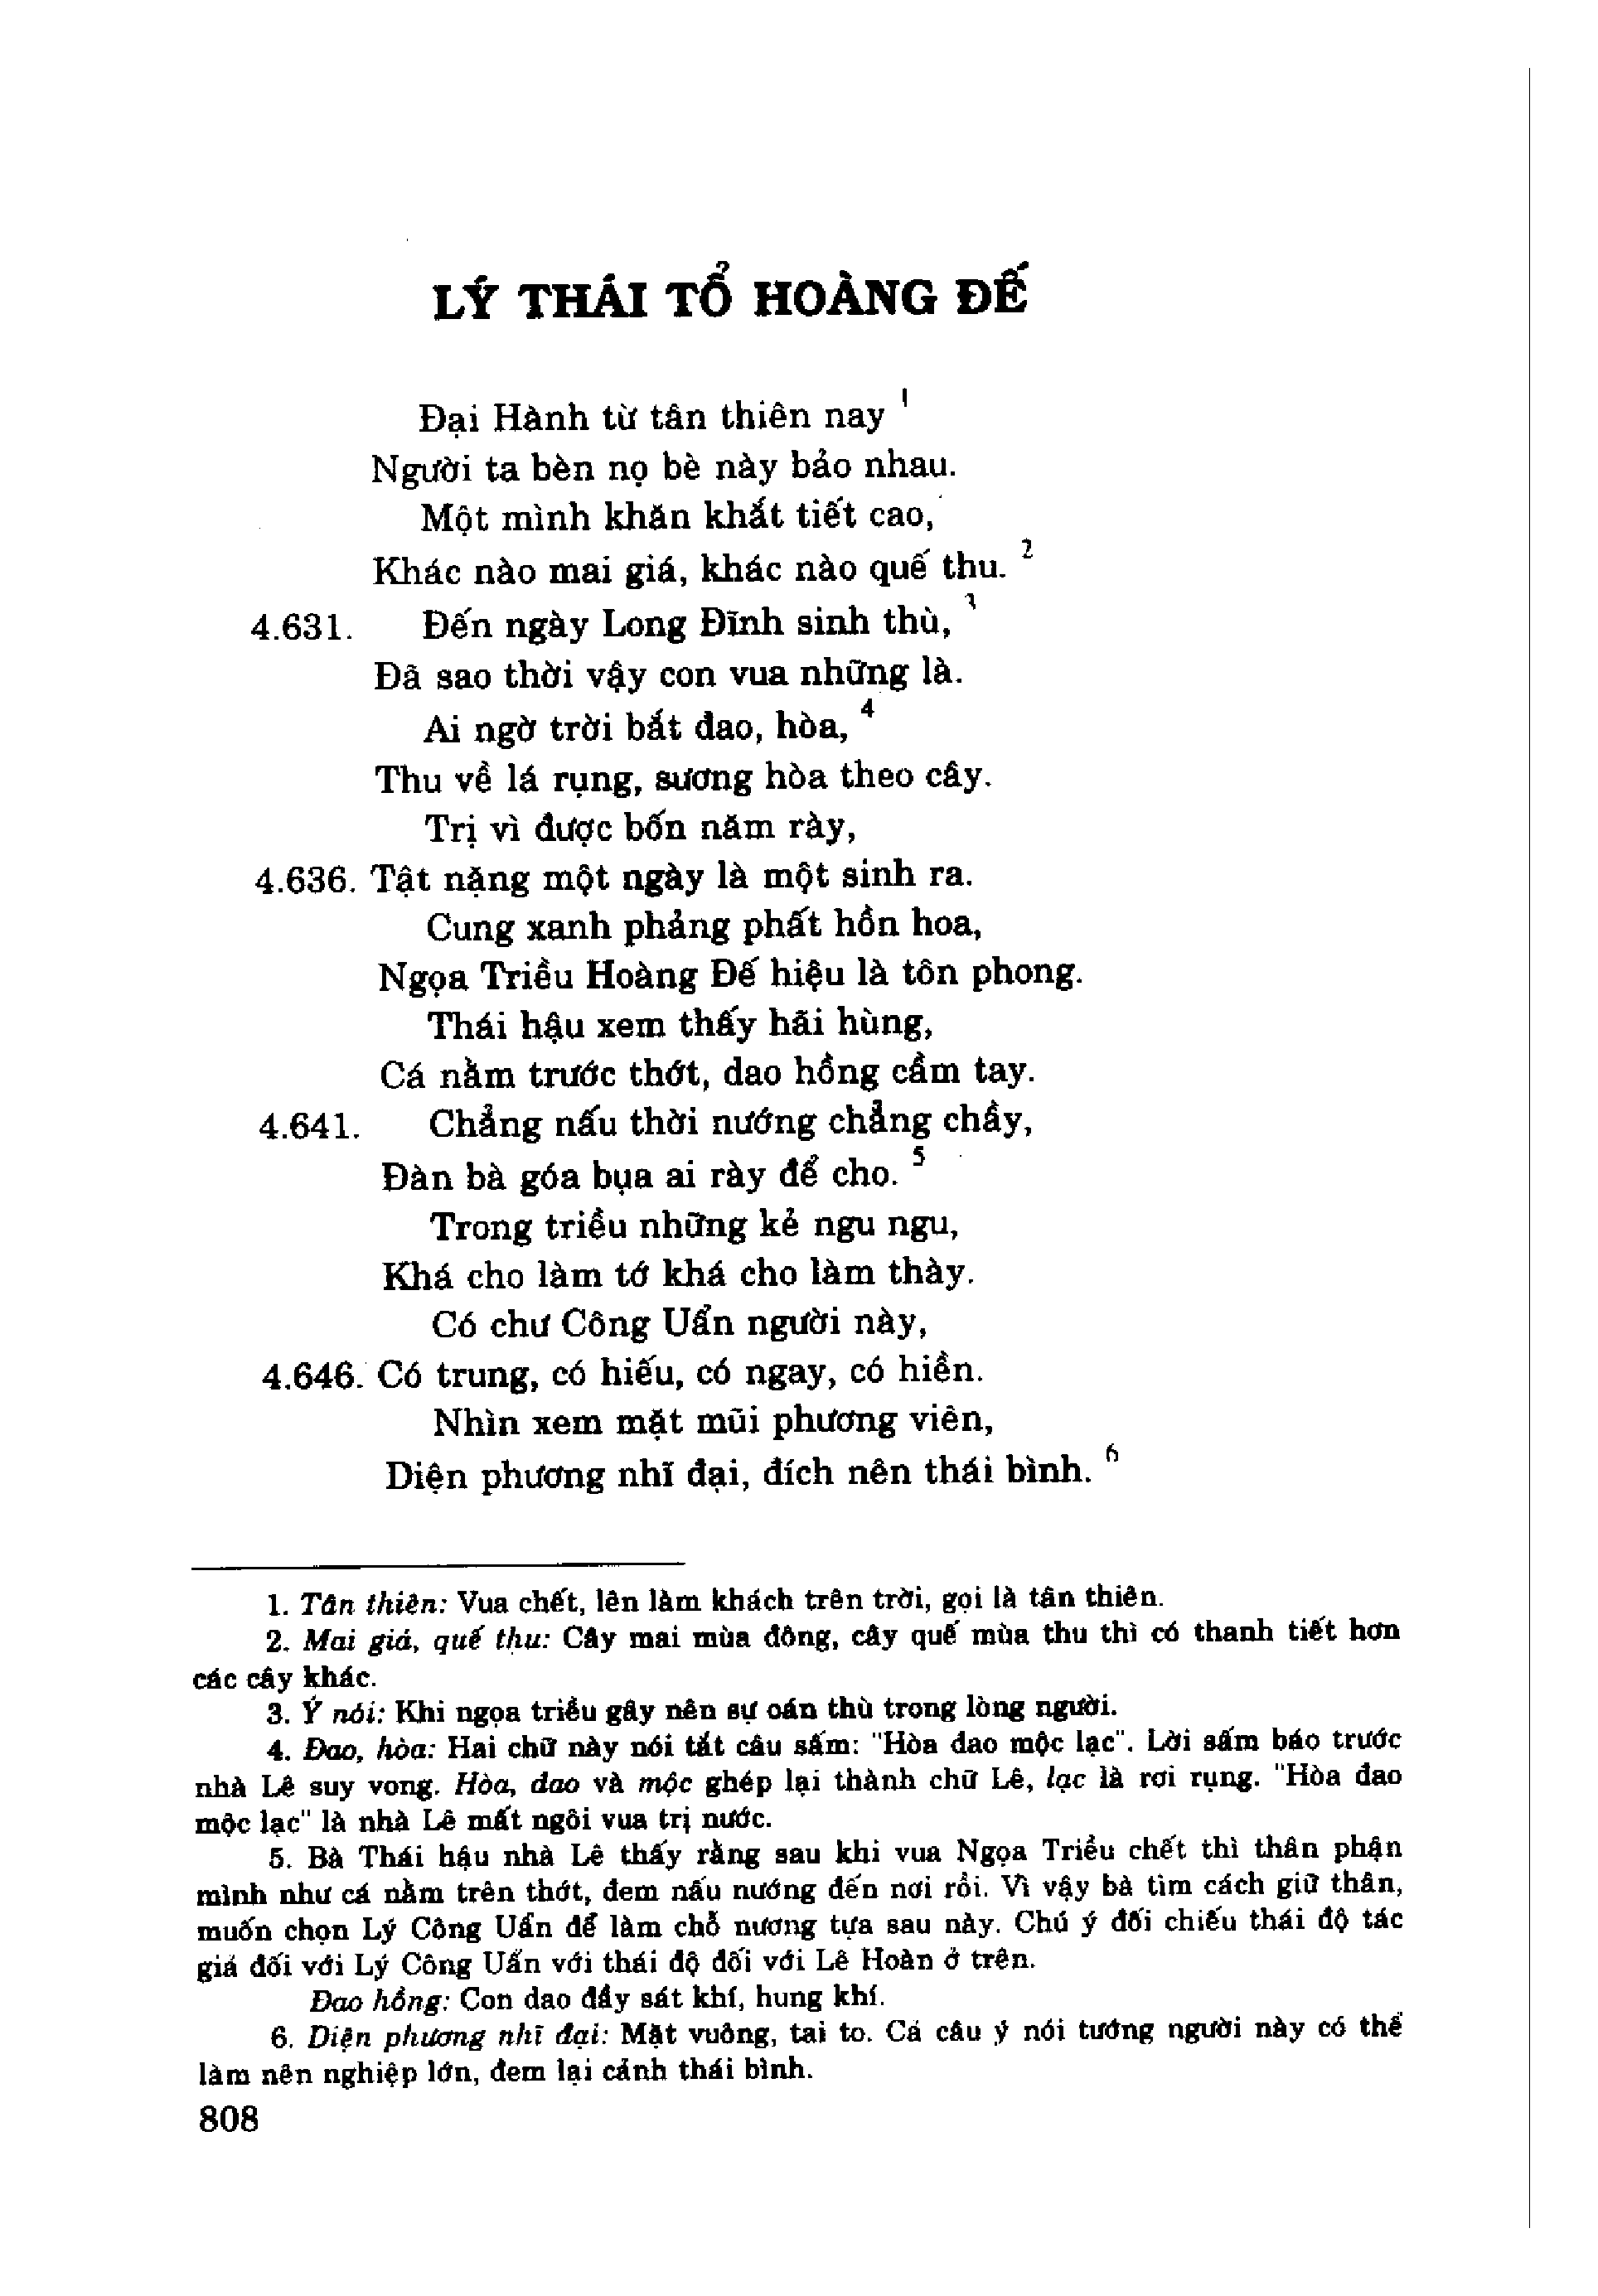 LÝ THÁI TỔ HOÀNG ĐẾ
Đại Hành từ tân thiên nay 1
Người ta bèn nọ bè này bảo nhau.
Một mình khăn khắt tiết cao,
Khác nào mai giá, khác nào quế thu. 2
4.631. Đến ngày Long Đĩnh sinh thù, 3
Đã sao thời vậy con vua những là.
Ai ngờ trời bắt đao, hòa, 4
Thu về lá rụng, sương hòa theo cây.
Trị vì được bốn năm rày,
4.636. Tật nặng một ngày là một sinh ra.
Cung xanh phảng phất hồn hoa,
Ngọa Triều Hoàng Đế hiệu là tôn phong.
Thái hậu xem thấy hãi hùng,
Cá nằm trước thớt, dao hồng cầm tay.
4.641. Chẳng nấu thời nướng chẳng chầy,
Đàn bà góa bụa ai rày để cho. 5
Trong triều những kẻ ngu ngu,
Khá cho làm tớ khá cho làm thày.
Có chư Công Uẩn người này,
4.646. Có trung, có hiếu, có ngay, có hiền.
Nhìn xem mặt mũi phương viên,
Diện phương nhĩ đại, đích nên thái bình. 6
1. Tân thiên: Vua chết, lên làm khách trên trời, gọi là tân thiên.
2. Mai giá, quế thu: Cây mai mùa đông, cây quế mùa thu thì có thanh tiết hơn
các cây khác.
3. Ý nói: Khi ngọa triều gây nên sự oán thù trong lòng người.
4. Đao, hòa: Hai chữ này nói tắt câu sấm: "Hòa đao mộc lạc". Lời sấm báo trước
nhà Lê suy vong. Hòa, đao và mộc ghép lại thành chữ Lê, lạc là rơi rụng. "Hòa đao
mộc lạc" là nhà Lê mất ngôi vua trị nước.
5. Bà Thái hậu nhà Lê thấy rằng sau khi vua Ngọa Triều chết thì thân phận
mình như cá nằm trên thớt, đem nấu nướng đến nơi rồi. Vì vậy bà tìm cách giữ thân,
muốn chọn Lý Công Uẩn để làm chỗ nương tựa sau này. Chú ý đối chiếu thái độ tác
giả đối với Lý Công Uẩn với thái độ đối với Lê Hoàn ở trên.
Đao hồng: Con dao đầy sát khí, hung khí.
6. Diện phương nhĩ đại: Mặt vuông, tai to. Cả câu ý nói tướng người này có thể
làm nên nghiệp lớn, đem lại cảnh thái bình.
808